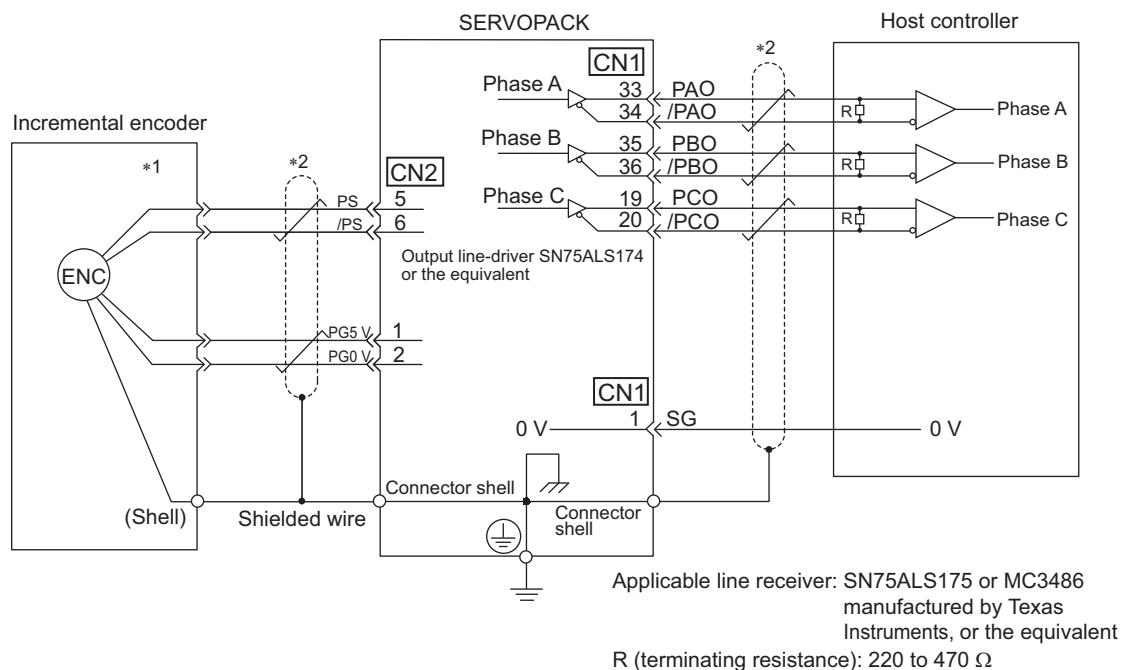 SERVOPACK
Host controller
CN1
*2
Phase A
33
PAO
34
/PAO
R
Phase A
Phase B
35
PBO
36
/PBO
R
Phase B
Phase C
19
PCO
20
/PCO
R
Phase C
Incremental encoder
*1
*2
CN2
PS
5
/PS
6
Output line-driver SN75ALS174
or the equivalent
ENC
PG5 V
1
PG0 V
2
CN1
0 V
1
SG
0 V
(Shell)
Shielded wire
Connector shell
Connector
shell
Applicable line receiver: SN75ALS175 or MC3486
manufactured by Texas
Instruments, or the equivalent
R (terminating resistance): 220 to 470 Ω